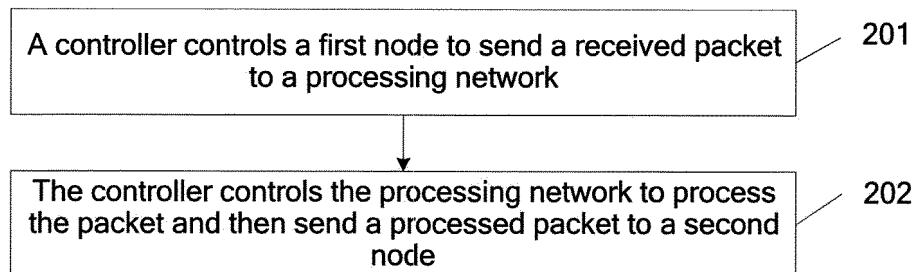 A controller controls a first node to send a received packet
to a processing network
201
The controller controls the processing network to process
the packet and then send a processed packet to a second
node
202